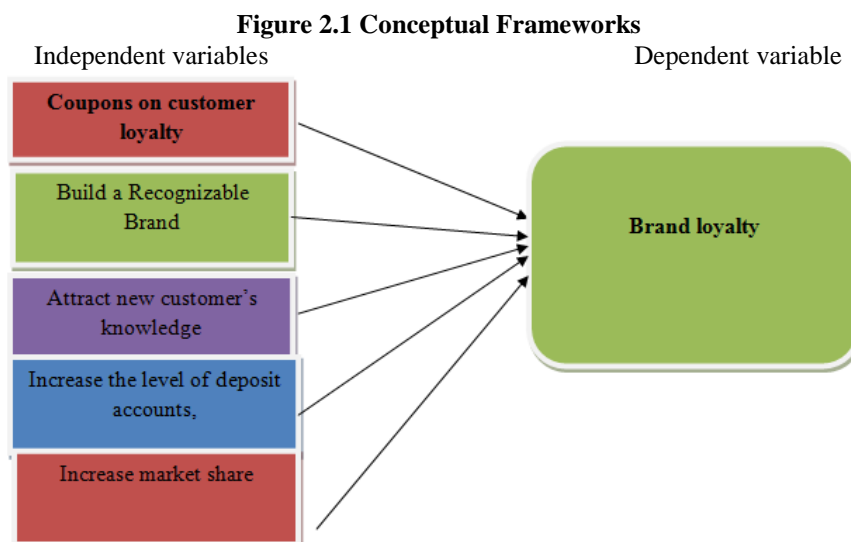 Figure 2.1 Conceptual Frameworks
Independent variables
Dependent variable
Coupons on customer
loyalty
Build a Recognizable
Brand
Attract new customer's
knowledge
Increase the level of deposit
accounts,
Increase market share
Brand loyalty